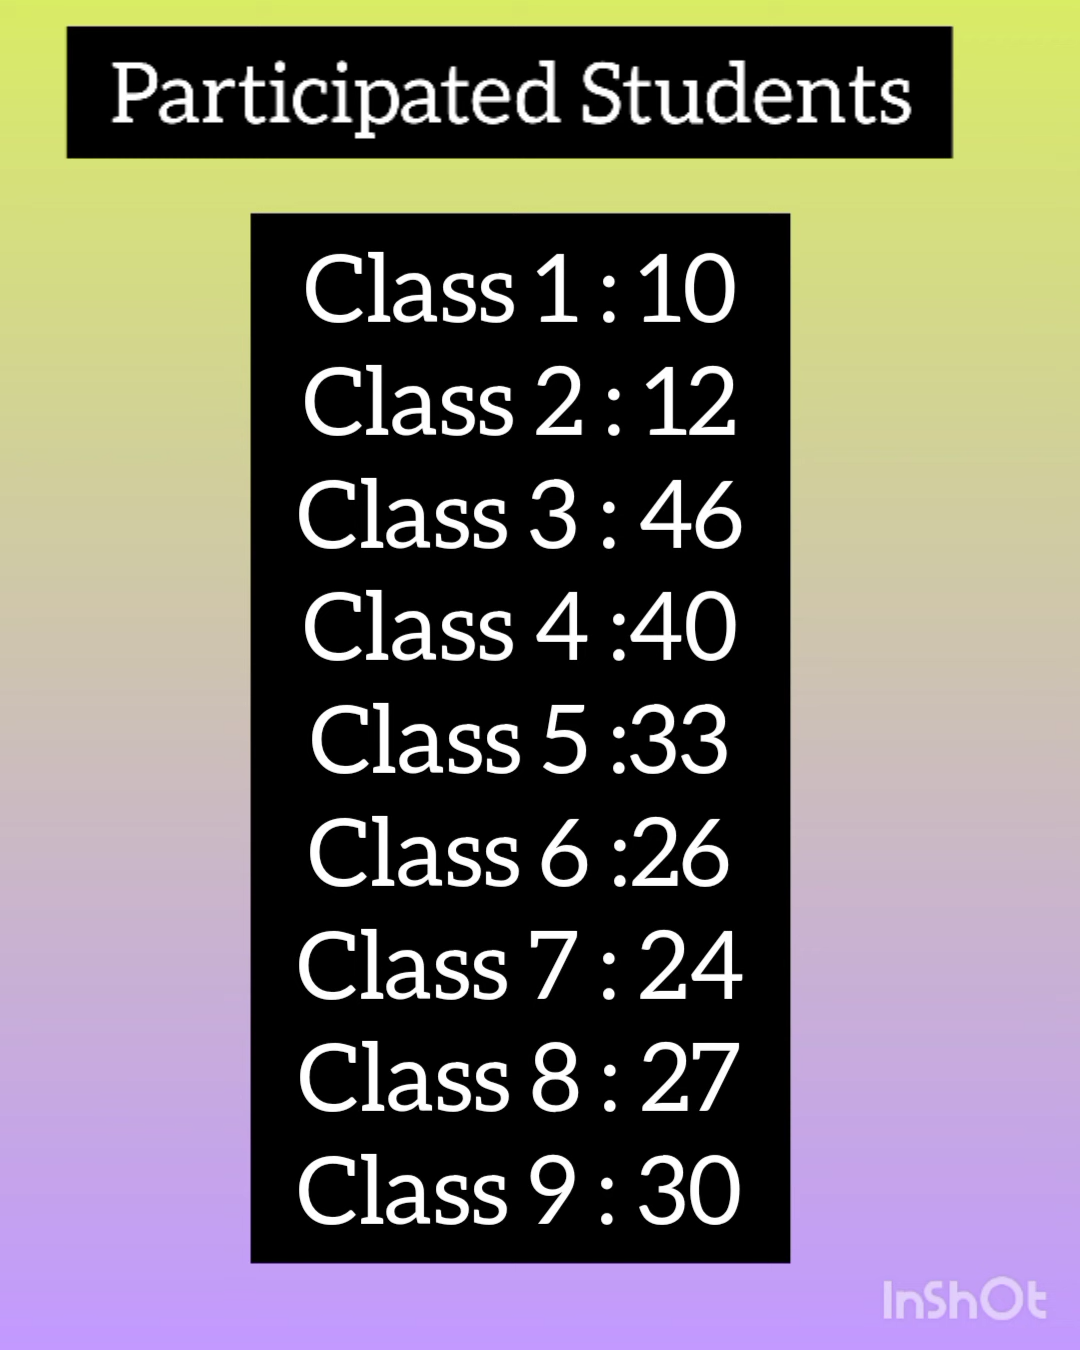 Participated Students
Class 1 : 10
Class 2 : 12
Class 3 : 46
Class 4 :40
Class 5 :33
Class 6 :26
Class 7 : 24
Class 8 : 27
Class 9 : 30
InShOt